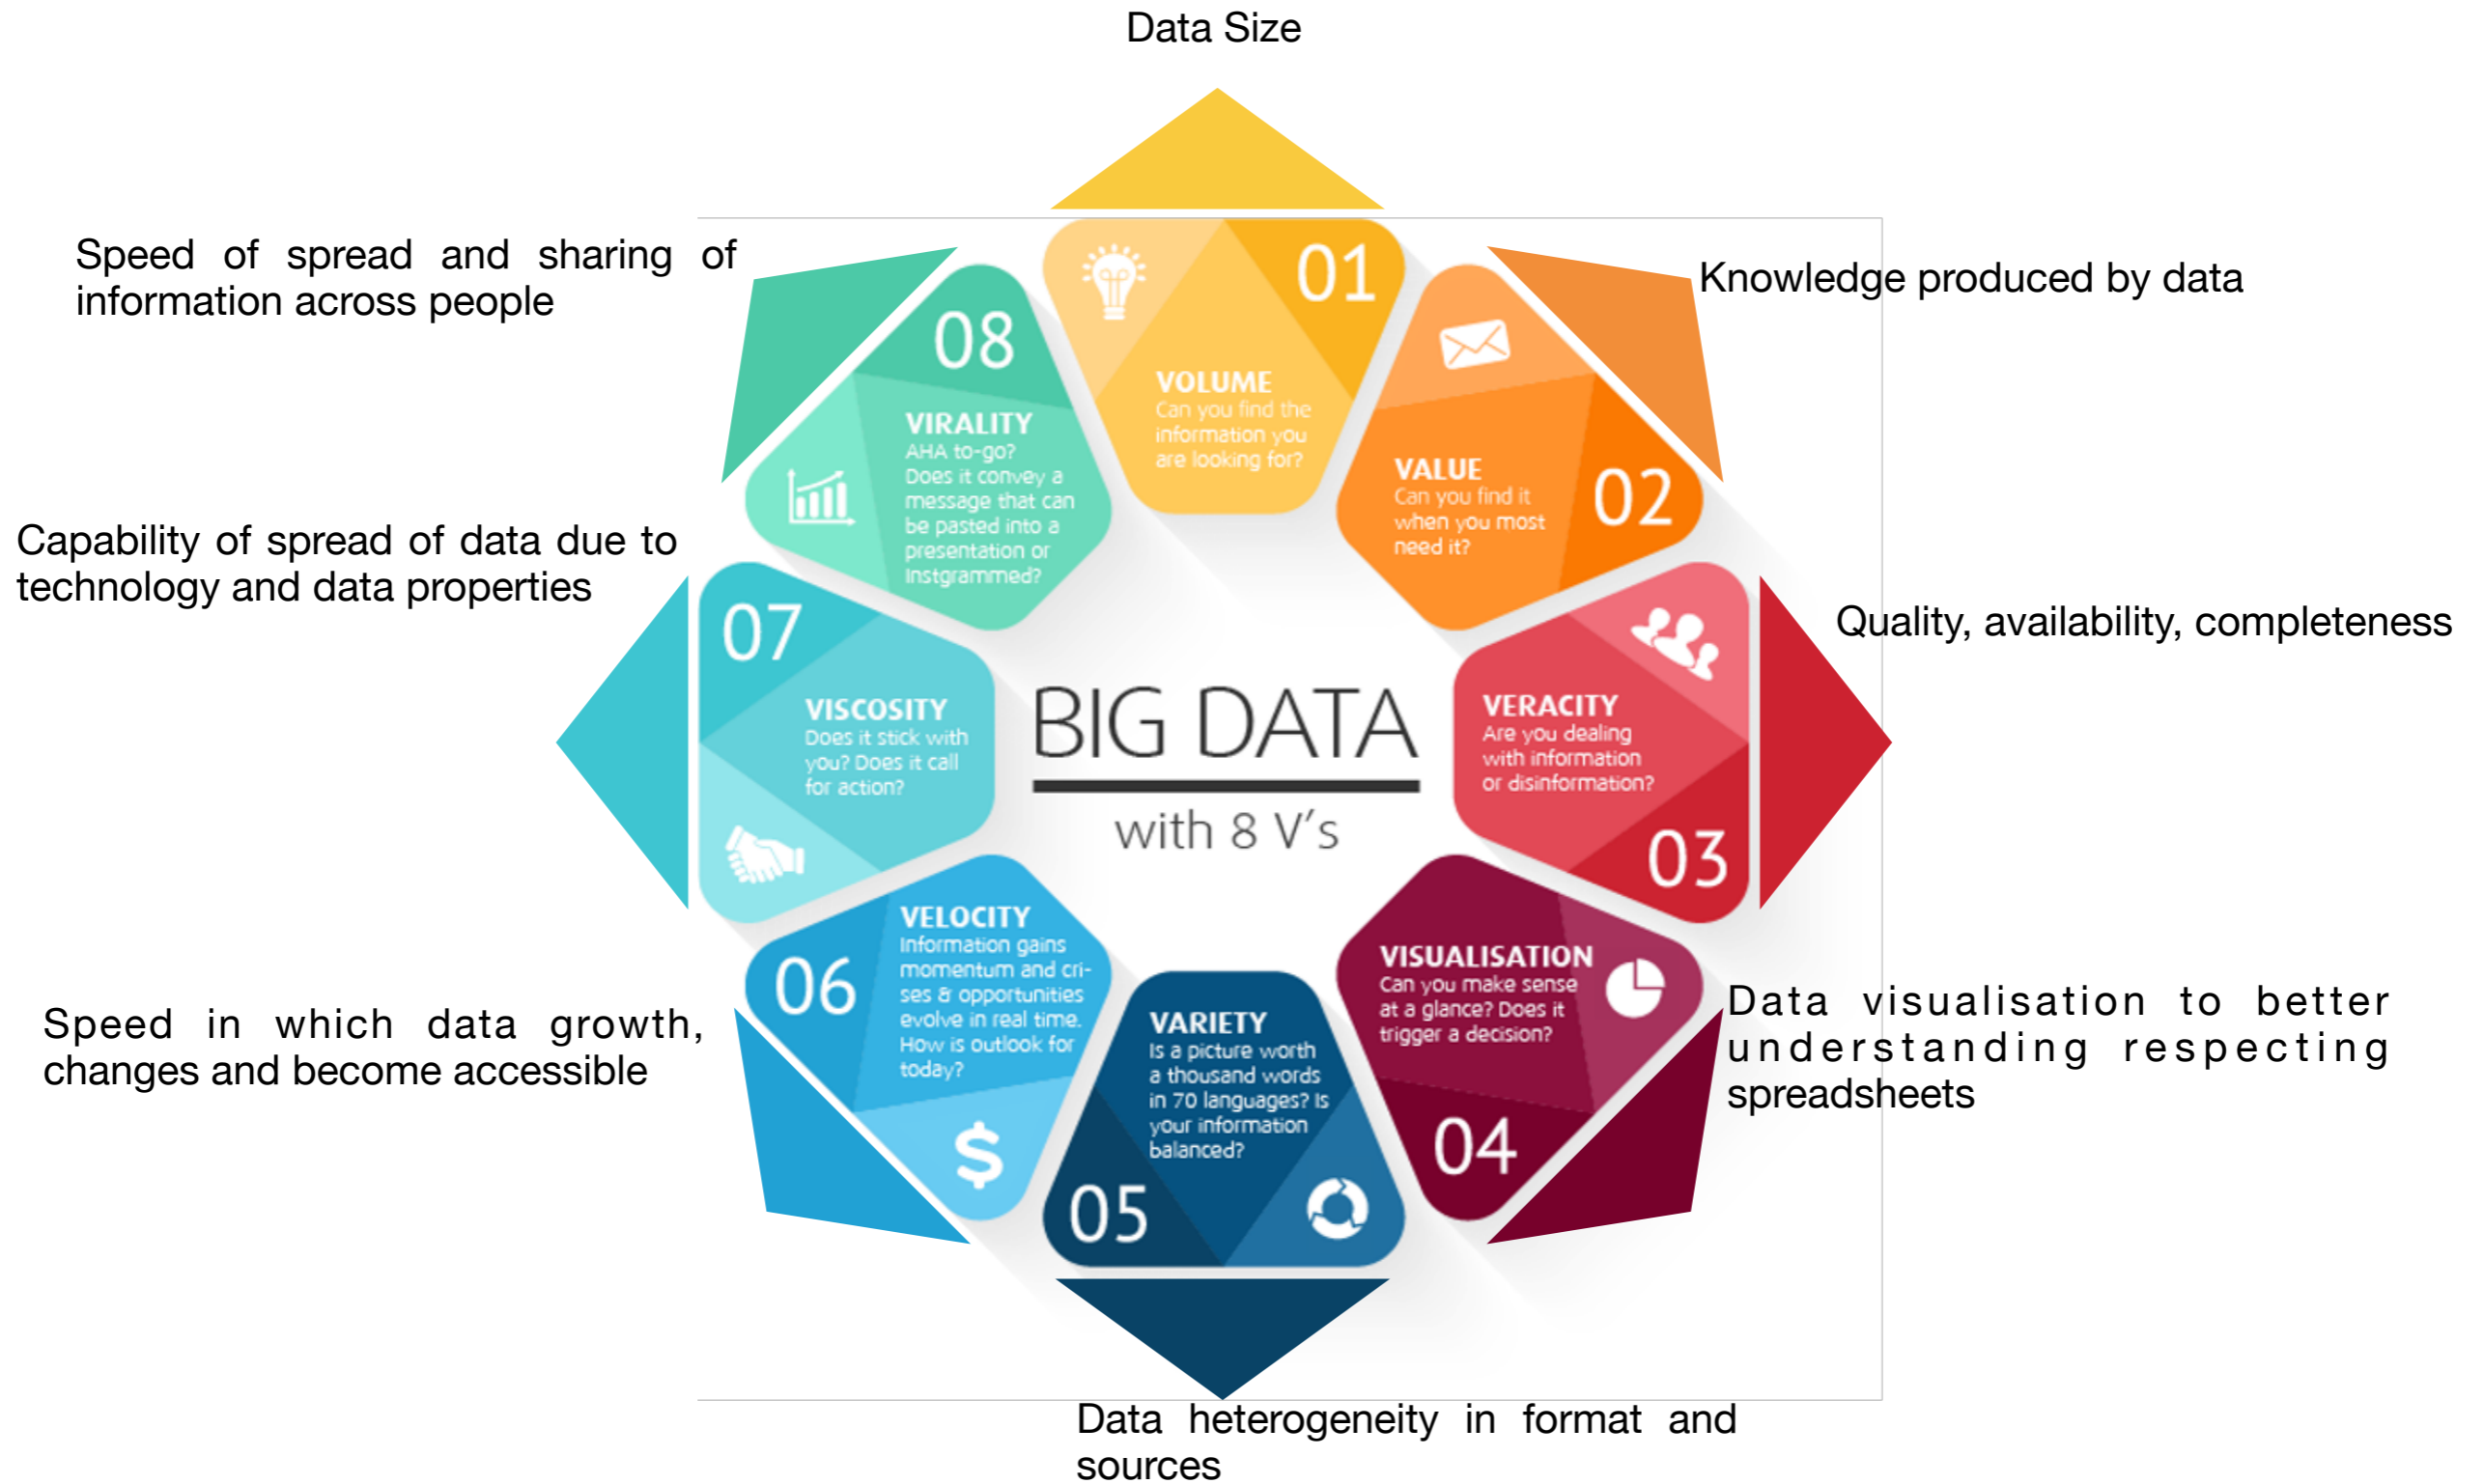 Data Size
Speed of spread and sharing of
information across people
Knowledge produced by data
01
VOLUME
Can you find the
information you
are looking for?
02
VALUE
Can you find it
when you most
need it?
Quality, availability, completeness
VERACITY
Are you dealing
with information
or disinformation?
03
VISUALISATION
Can you make sense
at a glance? Does it
trigger a decision?
04
Data visualisation to better
understanding respecting
spreadsheets
VARIETY
Is a picture worth
a thousand words
in 70 languages? Is
your information
balanced?
05
Data heterogeneity in format and
sources
06
VELOCITY
Information gains
momentum and cri-
ses & opportunities
evolve in real time.
How is outlook for
today?
$
Speed in which data growth,
changes and become accessible
07
VISCOSITY
Does it stick with
you? Does it call
for action?
Capability of spread of data due to
technology and data properties
08
VIRALITY
AHA to-go?
Does it convey a
message that can
be pasted into a
presentation or
Instgrammed?
BIG DATA
with 8 V's